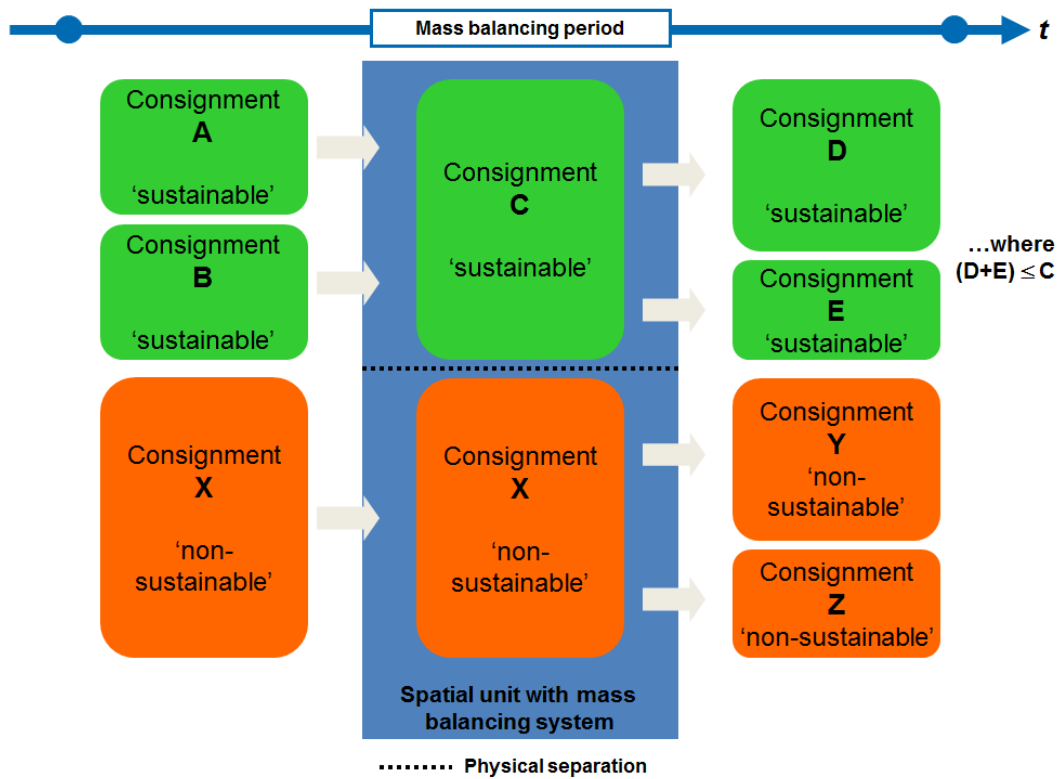 Mass balancing period
t
Consignment
A
‘sustainable’
Consignment
B
‘sustainable’
Consignment
X
‘non-
sustainable’
Consignment
C
‘sustainable’
Consignment
X
‘non-
sustainable’
Spatial unit with mass
balancing system
Consignment
D
‘sustainable’
Consignment
E
‘sustainable’
...where
(D+E) ≤ C
Consignment
Y
‘non-
sustainable’
Consignment
Z
‘non-sustainable’
Physical separation